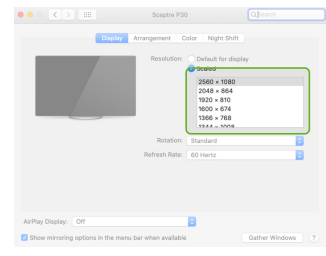 Sceptre P30
Search
Display Arrangement Color Night Shift
Resolution: Default for display
Scaled
2560 × 1080
2048 × 864
1920 × 810
1600 × 674
1366 × 768
1344 × 1008
Rotation: Standard
Refresh Rate: 60 Hertz
AirPlay Display: Off
Show mirroring options in the menu bar when available
Gather Windows ?